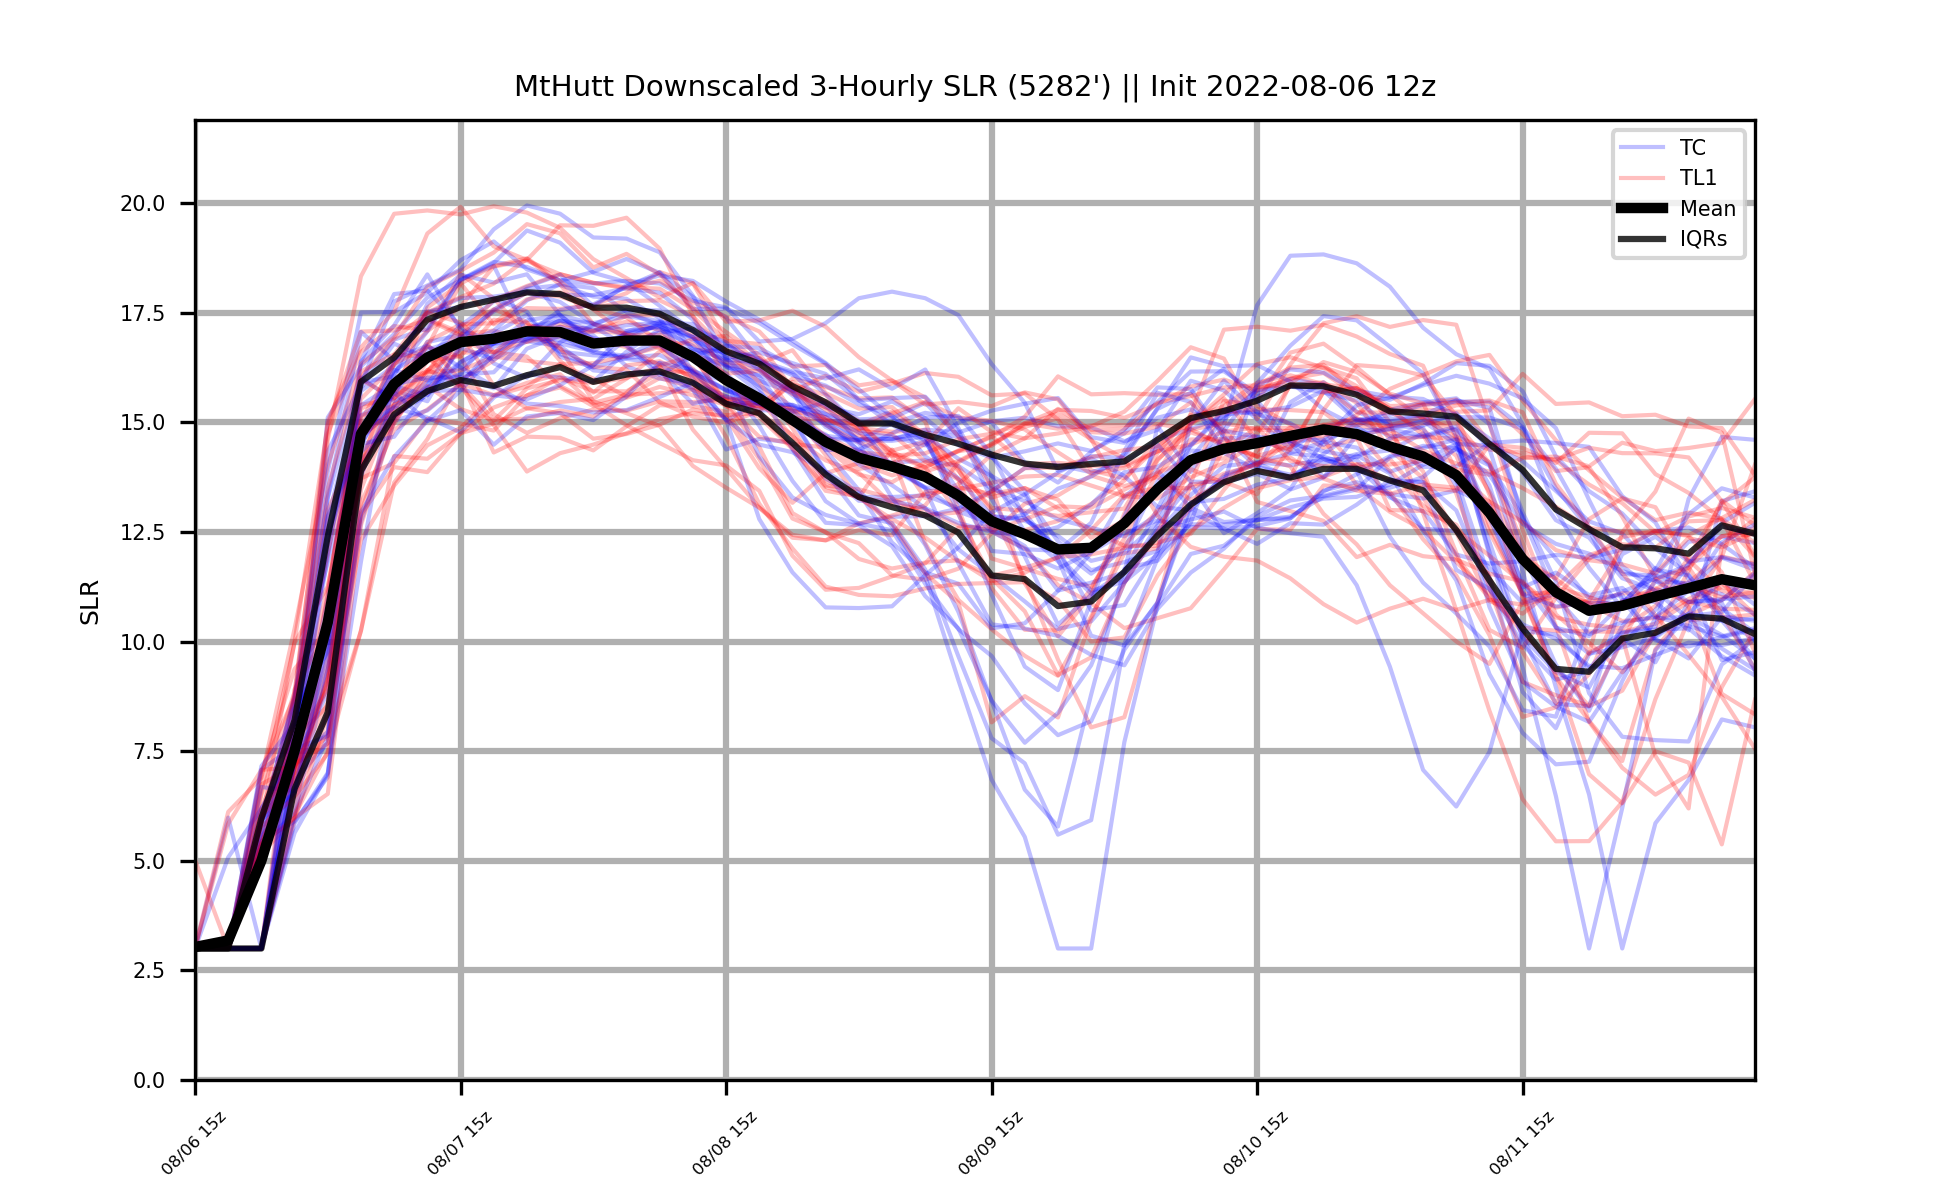 MtHutt Downscaled 3-Hourly SLR (5282') || Init 2022-08-06 12z
TC
TL1
Mean
IQRs
SLR
20.0
17.5
15.0
12.5
10.0
7.5
5.0
2.5
0.0
08/06 15z
08/07 15z
08/08 15z
08/09 15z
08/10 15z
08/11 15z